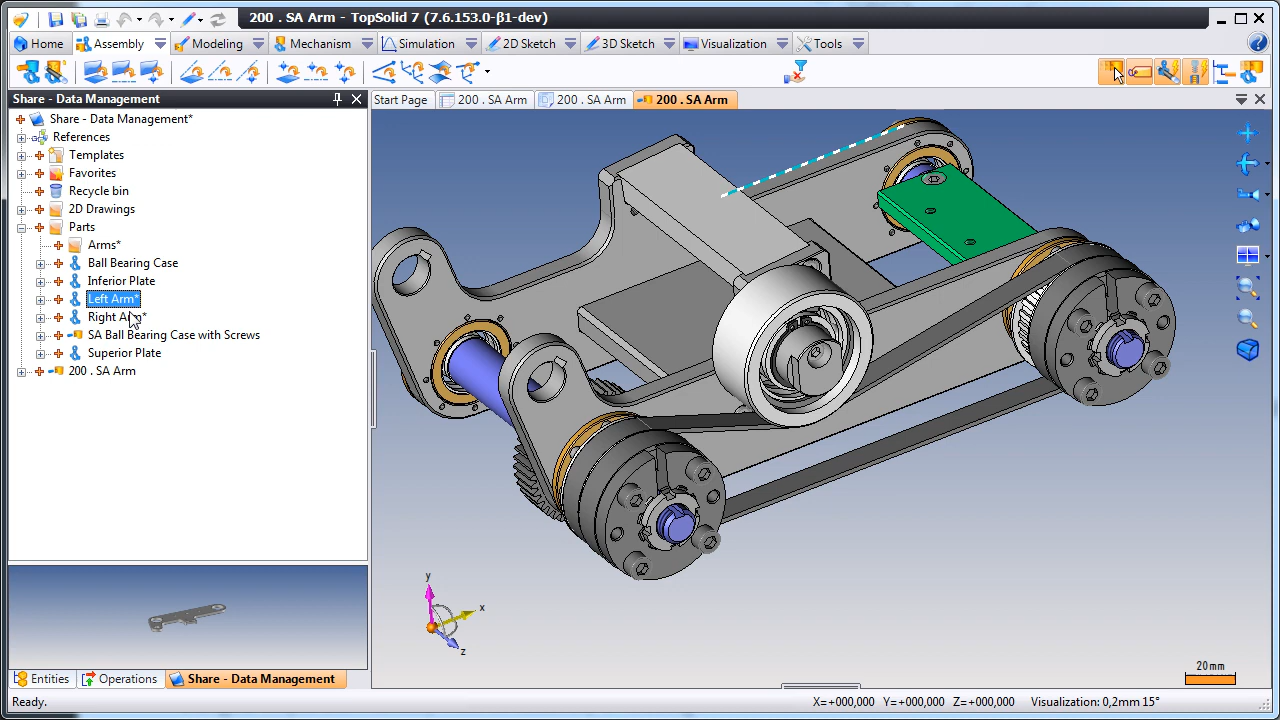 200 . SA Arm - TopSolid 7 (7.6.153.0-β1-dev)
Home
Assembly
Modeling
Mechanism
Simulation
2D Sketch
3D Sketch
Visualization
Tools
Share - Data Management
Start Page
200 . SA Arm
200 . SA Arm
200 . SA Arm
Share - Data Management*
References
Templates
Favorites
Recycle bin
2D Drawings
Parts
Arms*
Ball Bearing Case
Inferior Plate
Left Arm*
Right Arm*
SA Ball Bearing Case with Screws
Superior Plate
200 . SA Arm
y
x
z
20mm
Entities
Operations
Share - Data Management
Ready.
X=+000,000 Y=+000,000 Z=+000,000 Visualization: 0,2mm 15°